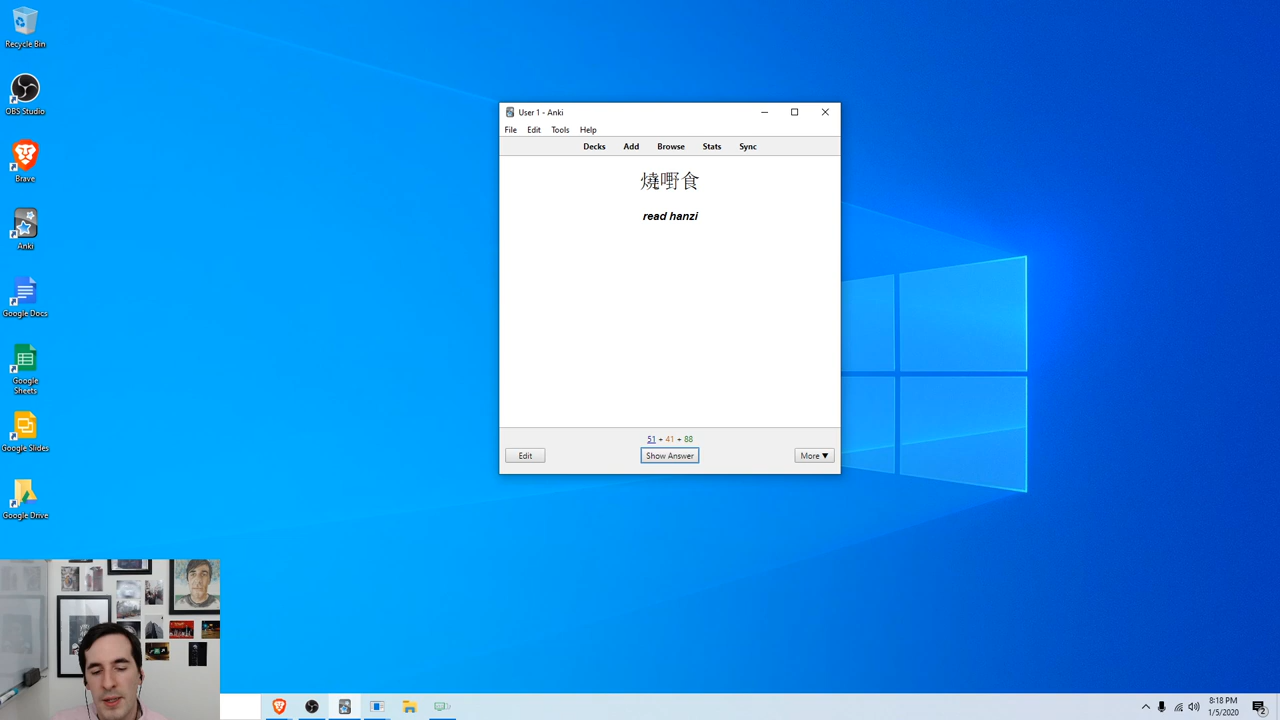 Recycle Bin
OBS Studio
Brave
Anki
Google Docs
Google
Sheets
Google Slides
Google Drive
User 1 - Anki
File Edit Tools Help
Decks Add Browse Stats Sync
燒嘢食
read hanzi
51 + 41 + 88
Edit Show Answer More ▼
8:18 PM
1/5/2020
2